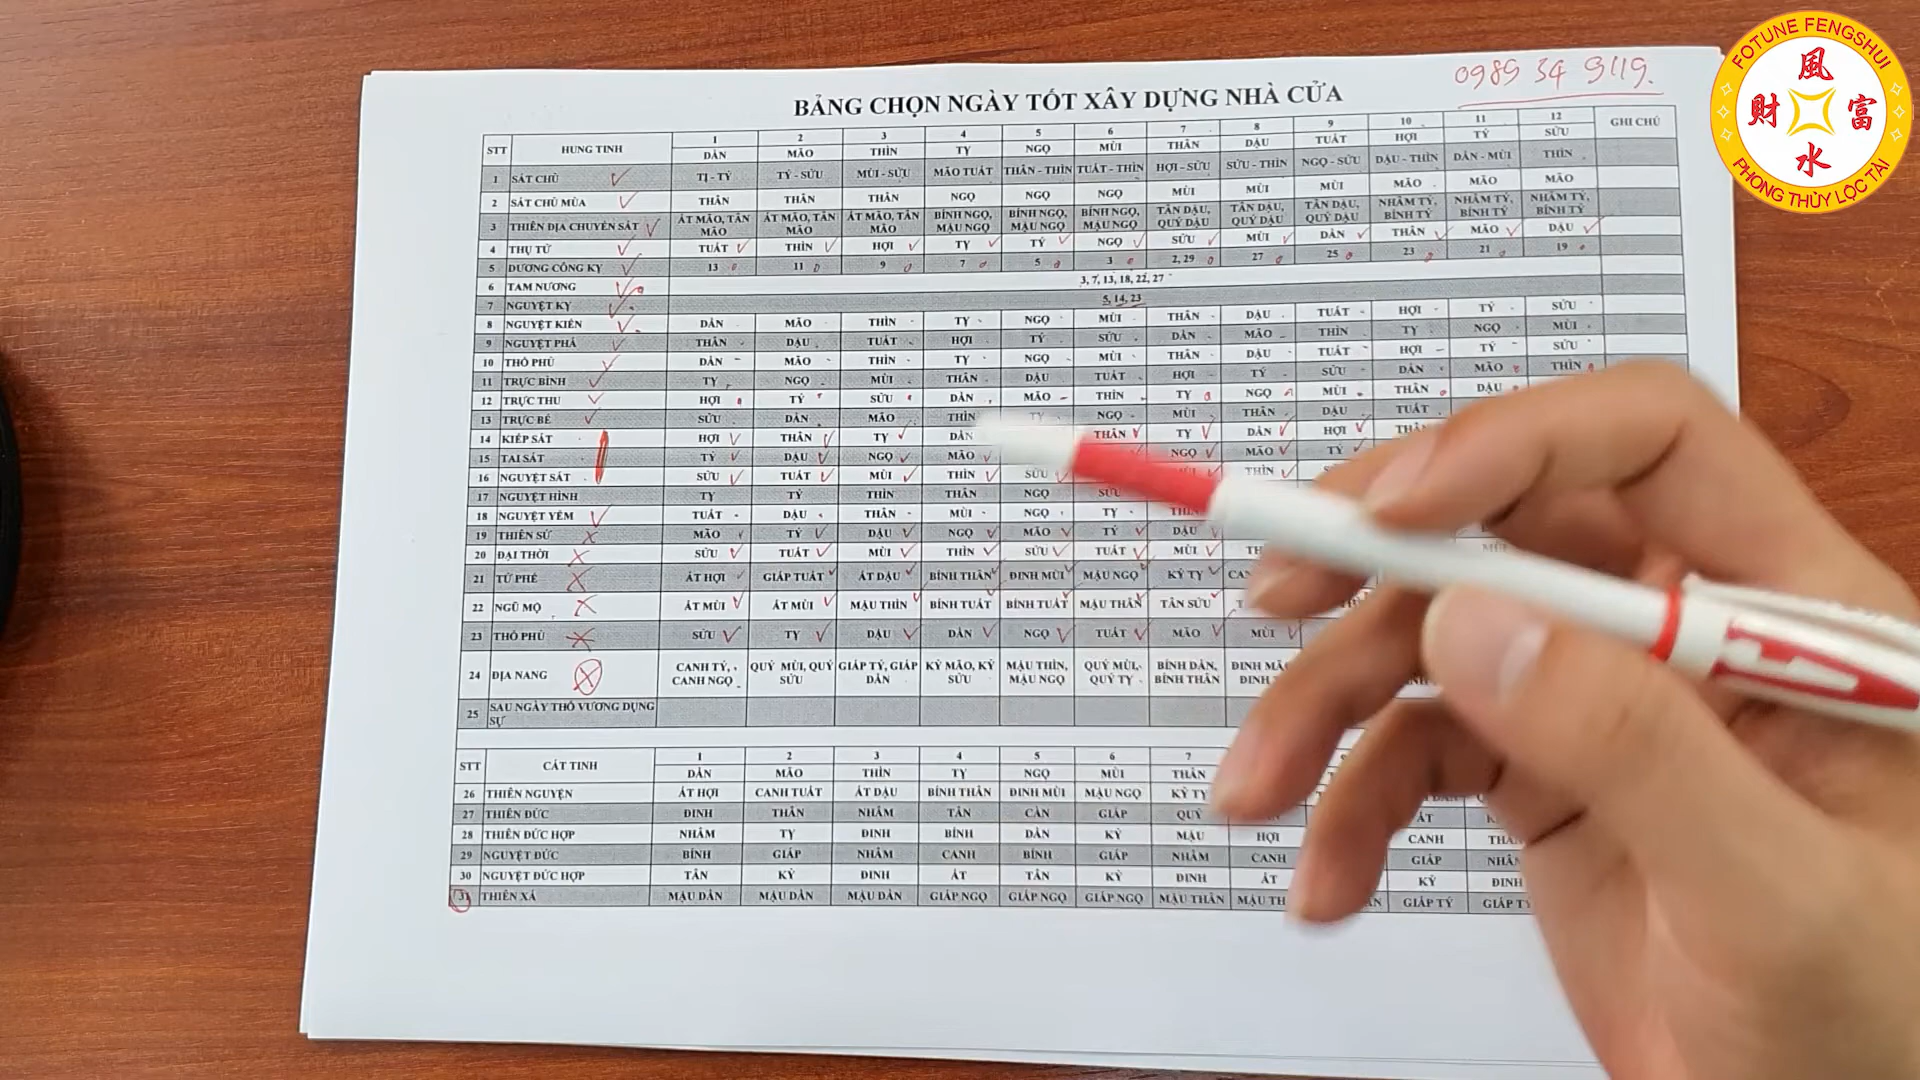 0989 34 9119.
FOTUNE FENGSHUI
風
財 富
水
PHONG THỦY LỘC TÀI
BẢNG CHỌN NGÀY TỐT XÂY DỰNG NHÀ CỬA
STT HUNG TINH 1 2 3 4 5 6 7 8 9 10 11 12 GHI CHÚ
DẦN MÃO THÌN TỴ NGỌ MÙI THÂN DẬU TUẤT HỢI TÝ SỬU
1 SÁT CHỦ TỊ - TÝ TÝ - SỬU MÙI - SỬU MÃO TUẤT THÂN - THÌN TUẤT - THÌN HỢI - SỬU SỬU - THÌN NGỌ - SỬU DẬU - THÌN DẦN - MÙI THÌN
2 SÁT CHỦ MÙA THÂN THÂN THÂN NGỌ NGỌ NGỌ MÙI MÙI MÙI MÃO MÃO MÃO
3 THIÊN ĐỊA CHUYỂN SÁT ẤT MÃO, TÂN MÃO ẤT MÃO, TÂN MÃO ẤT MÃO, TÂN MÃO BÍNH NGỌ, MẬU NGỌ BÍNH NGỌ, MẬU NGỌ BÍNH NGỌ, MẬU NGỌ TÂN DẬU, QUÝ DẬU TÂN DẬU, QUÝ DẬU TÂN DẬU, QUÝ DẬU NHÂM TÝ, BÍNH TÝ NHÂM TÝ, BÍNH TÝ NHÂM TÝ, BÍNH TÝ
4 THỤ TỬ TUẤT THÌN HỢI TỴ TÝ NGỌ SỬU MÙI DẦN THÂN MÃO DẬU
5 DƯƠNG CÔNG KỴ 13 11 9 7 5 3 2, 29 27 25 23 21 19
6 TAM NƯƠNG 3, 7, 13, 18, 22, 27
7 NGUYỆT KỴ 5, 14, 23
8 NGUYỆT KIẾN DẦN MÃO THÌN TỴ NGỌ MÙI THÂN DẬU TUẤT HỢI TÝ SỬU
9 NGUYỆT PHÁ THÂN DẬU TUẤT HỢI TÝ SỬU DẦN MÃO THÌN TỴ NGỌ MÙI
10 THỔ PHỦ DẦN MÃO THÌN TỴ NGỌ MÙI THÂN DẬU TUẤT HỢI TÝ SỬU
11 TRỰC BÌNH TỴ NGỌ MÙI THÂN DẬU TUẤT HỢI TÝ SỬU DẦN MÃO THÌN
12 TRỰC THU HỢI TÝ SỬU DẦN MÃO THÌN TỴ NGỌ MÙI THÂN DẬU
13 TRỰC BẾ SỬU DẦN MÃO THÌN TỴ NGỌ MÙI THÂN DẬU TUẤT
14 KIẾP SÁT HỢI THÂN TỴ DẦN THÂN TỴ DẦN HỢI
15 TAI SÁT TÝ DẬU NGỌ MÃO NGỌ MÃO TÝ
16 NGUYỆT SÁT SỬU TUẤT MÙI THÌN SỬU MÙI THÌN
17 NGUYỆT HÌNH TỴ TÝ THÌN THÂN NGỌ SỬU
18 NGUYỆT YẾM TUẤT DẬU THÂN MÙI NGỌ TỴ THÌN
19 THIÊN SỨ MÃO TÝ DẬU NGỌ MÃO TÝ DẬU
20 ĐẠI THỜI SỬU TUẤT MÙI THÌN SỬU TUẤT MÙI
21 TỨ PHẾ ẤT HỢI GIÁP TUẤT ẤT DẬU BÍNH THÂN ĐINH MÙI MẬU NGỌ KỶ TỴ
22 NGŨ MỘ ẤT MÙI ẤT MÙI MẬU THÌN BÍNH TUẤT BÍNH TUẤT MẬU THÂN TÂN SỬU
23 THỔ PHỦ SỬU TỴ DẬU DẦN NGỌ TUẤT MÃO MÙI
24 ĐỊA NANG CANH TÝ, CANH NGỌ QUÝ MÙI, QUÝ SỬU GIÁP TÝ, GIÁP DẦN KỶ MÃO, KỶ SỬU MẬU THÌN, MẬU NGỌ QUÝ MÙI, QUÝ TỴ BÍNH DẦN, BÍNH THÂN
25 SAU NGÀY THỔ VƯƠNG DỤNG SỰ
STT CÁT TINH 1 2 3 4 5 6 7
DẦN MÃO THÌN TỴ NGỌ MÙI THÂN
26 THIÊN NGUYỆN ẤT HỢI CANH TUẤT ẤT DẬU BÍNH THÂN ĐINH MÙI MẬU NGỌ KỶ TỴ
27 THIÊN ĐỨC ĐINH THÂN NHÂM TÂN CÀN GIÁP QUÝ ẤT
28 THIÊN ĐỨC HỢP NHÂM TỴ ĐINH BÍNH DẦN KỶ MẬU HỢI CANH
29 NGUYỆT ĐỨC BÍNH GIÁP NHÂM CANH BÍNH GIÁP NHÂM CANH GIÁP
30 NGUYỆT ĐỨC HỢP TÂN KỶ ĐINH ẤT TÂN KỶ ĐINH ẤT KỶ ĐINH
31 THIÊN XÁ MẬU DẦN MẬU DẦN MẬU DẦN GIÁP NGỌ GIÁP NGỌ GIÁP NGỌ MẬU THÂN GIÁP TÝ